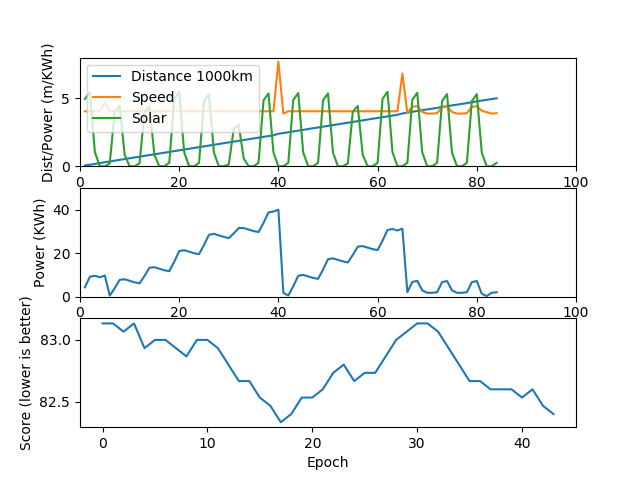 Dist/Power (m/KWh)
5
0
Distance 1000km
Speed
Solar
0 20 40 60 80 100
Power (KWh)
40
20
0
0 20 40 60 80 100
Score (lower is better)
83.0
82.5
0 10 20 30 40
Epoch